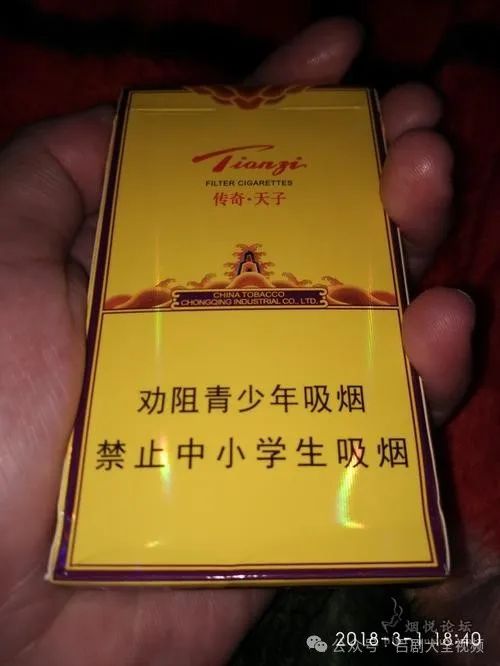 Tianzi
FILTER CIGARETTES
传奇·天子
CHINA TOBACCO
CHONGQING INDUSTRIAL CO., LTD.
劝阻青少年吸烟
禁止中小学生吸烟
烟悦论坛
2018-3-1 18:40
公众号·石剧大全视频